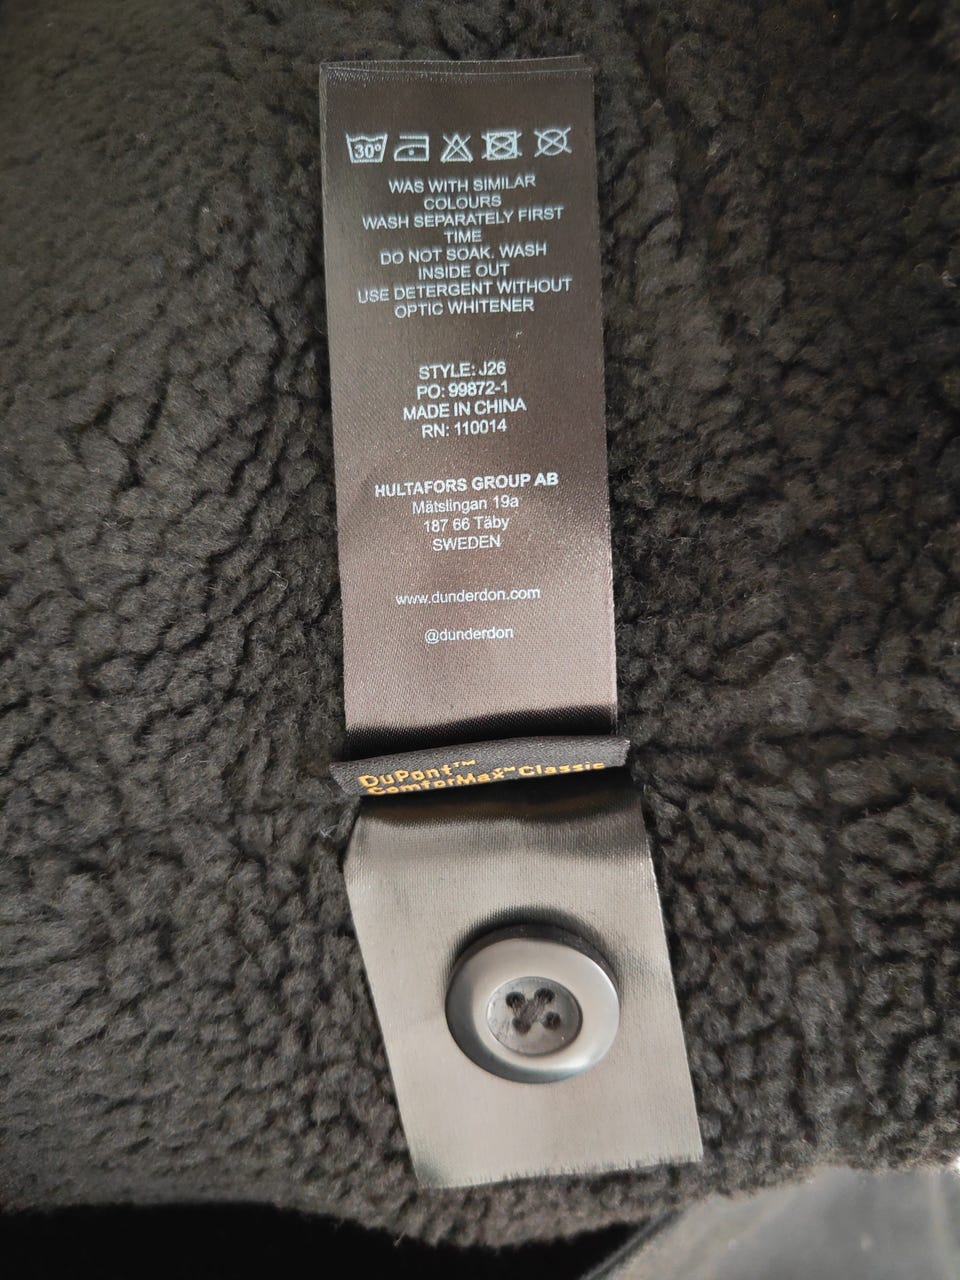 30°
WAS WITH SIMILAR
COLOURS
WASH SEPARATELY FIRST
TIME
DO NOT SOAK. WASH
INSIDE OUT
USE DETERGENT WITHOUT
OPTIC WHITENER
STYLE: J26
PO: 99872-1
MADE IN CHINA
RN: 110014
HULTAFORS GROUP AB
Mätslingan 19a
187 66 Täby
SWEDEN
www.dunderdon.com
@dunderdon
DuPont™
ComforMax™Classic